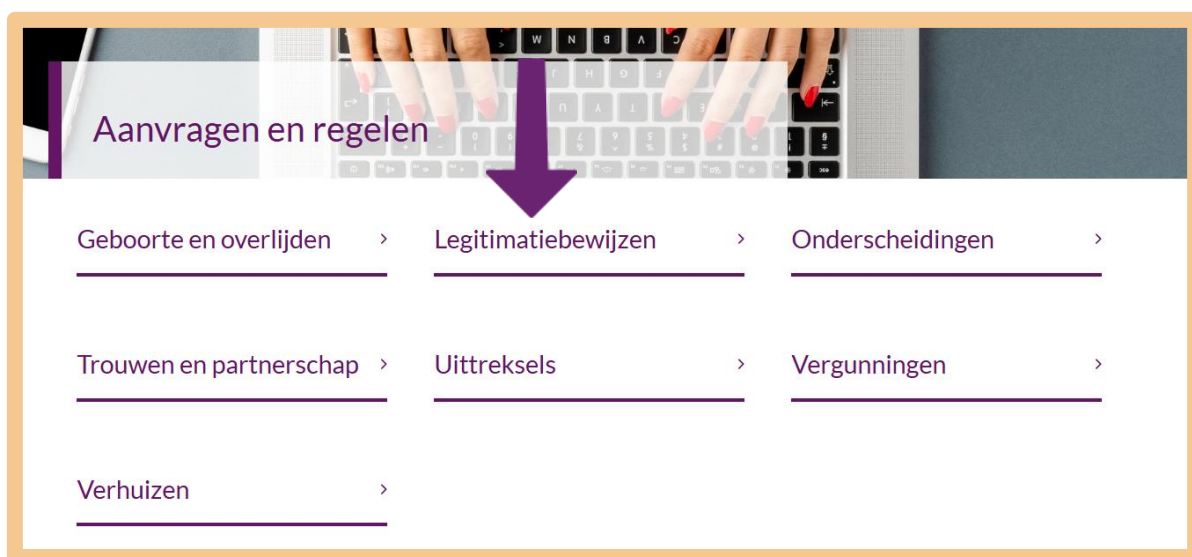 Aanvragen en regelen
Geboorte en overlijden
Legitimatiebewijzen
Onderscheidingen
Trouwen en partnerschap
Uittreksels
Vergunningen
Verhuizen